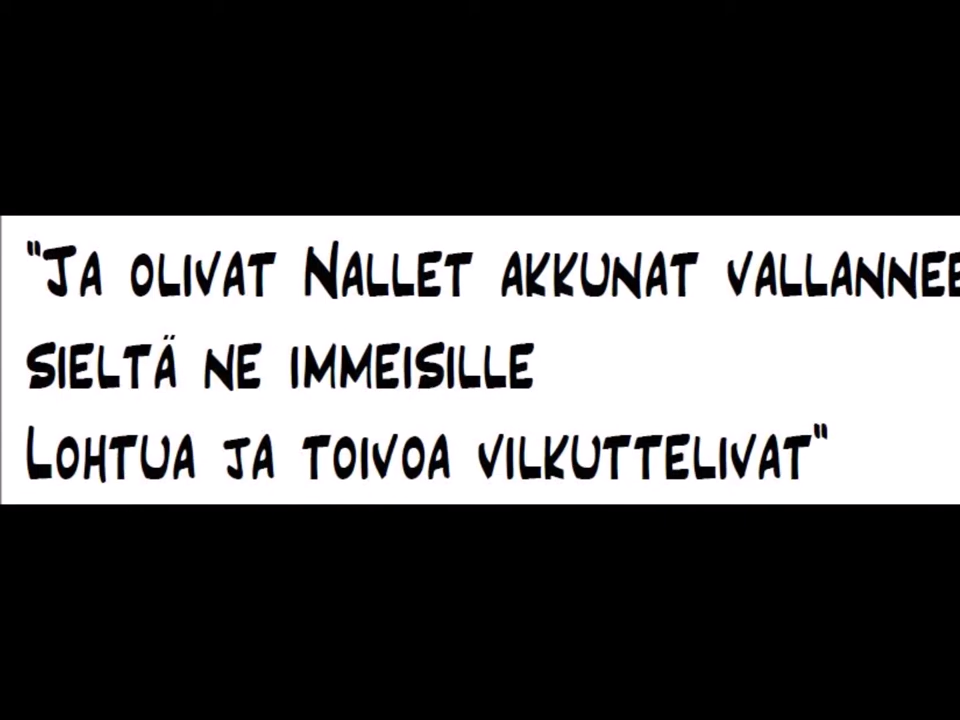 "Ja olivat Nallet akkunat vallannee
sieltä ne immeisille
Lohtua ja toivoa vilkuttelivat"